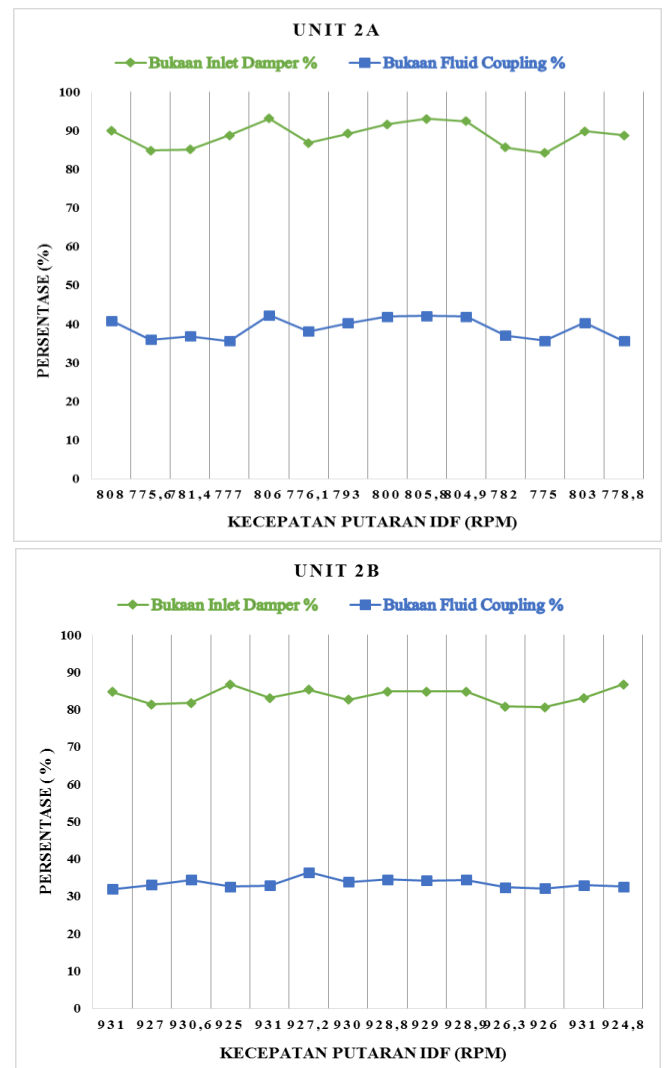 UNIT 2A
Bukaan Inlet Damper % Bukaan Fluid Coupling %
100
90
80
70
60
50
40
30
20
10
0
PERSENTASE (%)
808 775,6 781,4 777 806 776,1 793 800 805,8 804,9 782 775 803 778,8
KECEPATAN PUTARAN IDF (RPM)
UNIT 2B
Bukaan Inlet Damper % Bukaan Fluid Coupling %
100
90
80
70
60
50
40
30
20
10
0
PERSENTASE ( % )
931 927 930,6 925 931 927,2 930 928,8 929 928,9 926,3 926 931 924,8
KECEPATAN PUTARAN IDF (RPM)